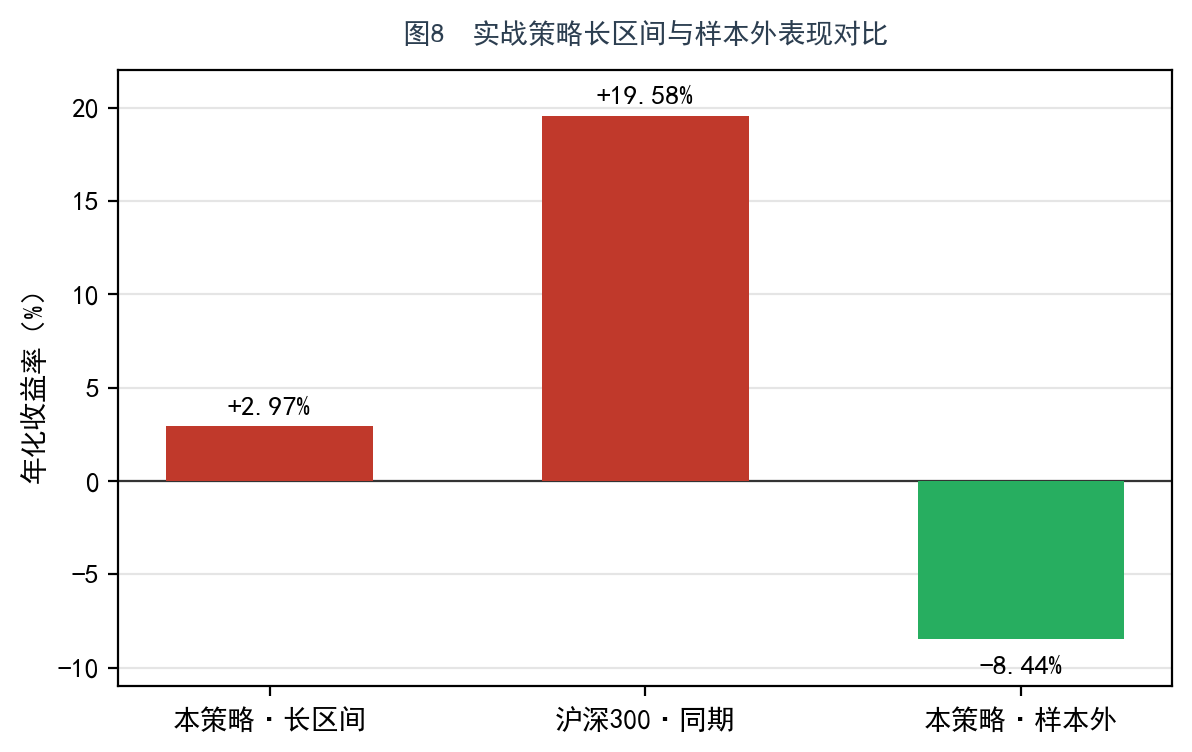 图8 实战策略长区间与样本外表现对比
年化收益率 (%)
20
15
10
5
0
−5
−10
+2.97%
+19.58%
−8.44%
本策略·长区间
沪深300·同期
本策略·样本外